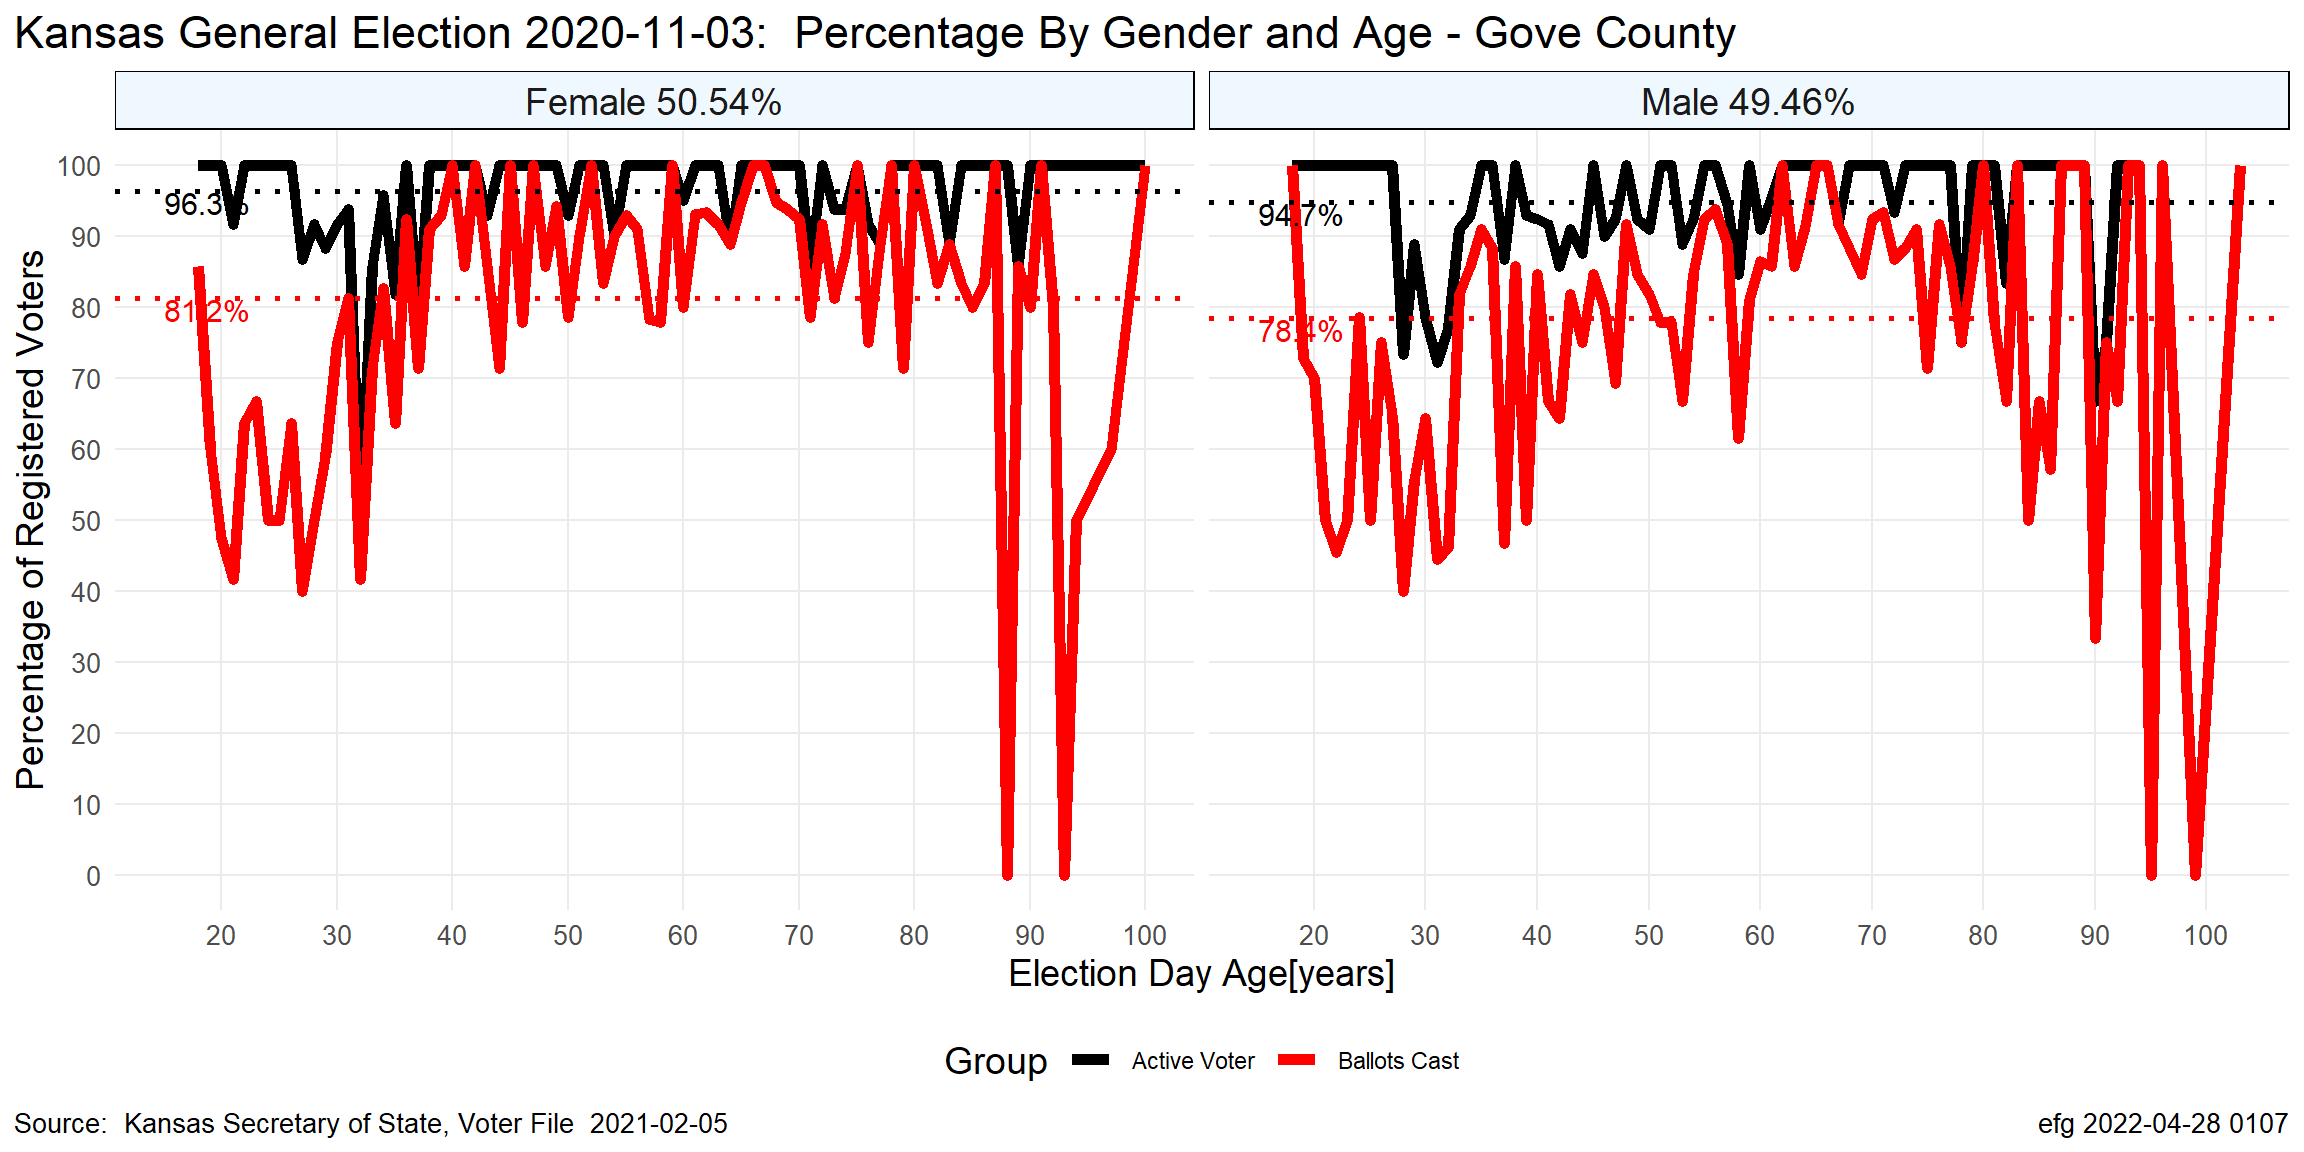 Kansas General Election 2020-11-03:  Percentage By Gender and Age - Gove County
Female 50.54%
Male 49.46%
Percentage of Registered Voters
100
90
80
70
60
50
40
30
20
10
0
96.3%
81.2%
94.7%
78.4%
20 30 40 50 60 70 80 90 100
20 30 40 50 60 70 80 90 100
Election Day Age[years]
Group Active Voter Ballots Cast
Source:  Kansas Secretary of State, Voter File  2021-02-05
efg 2022-04-28 0107